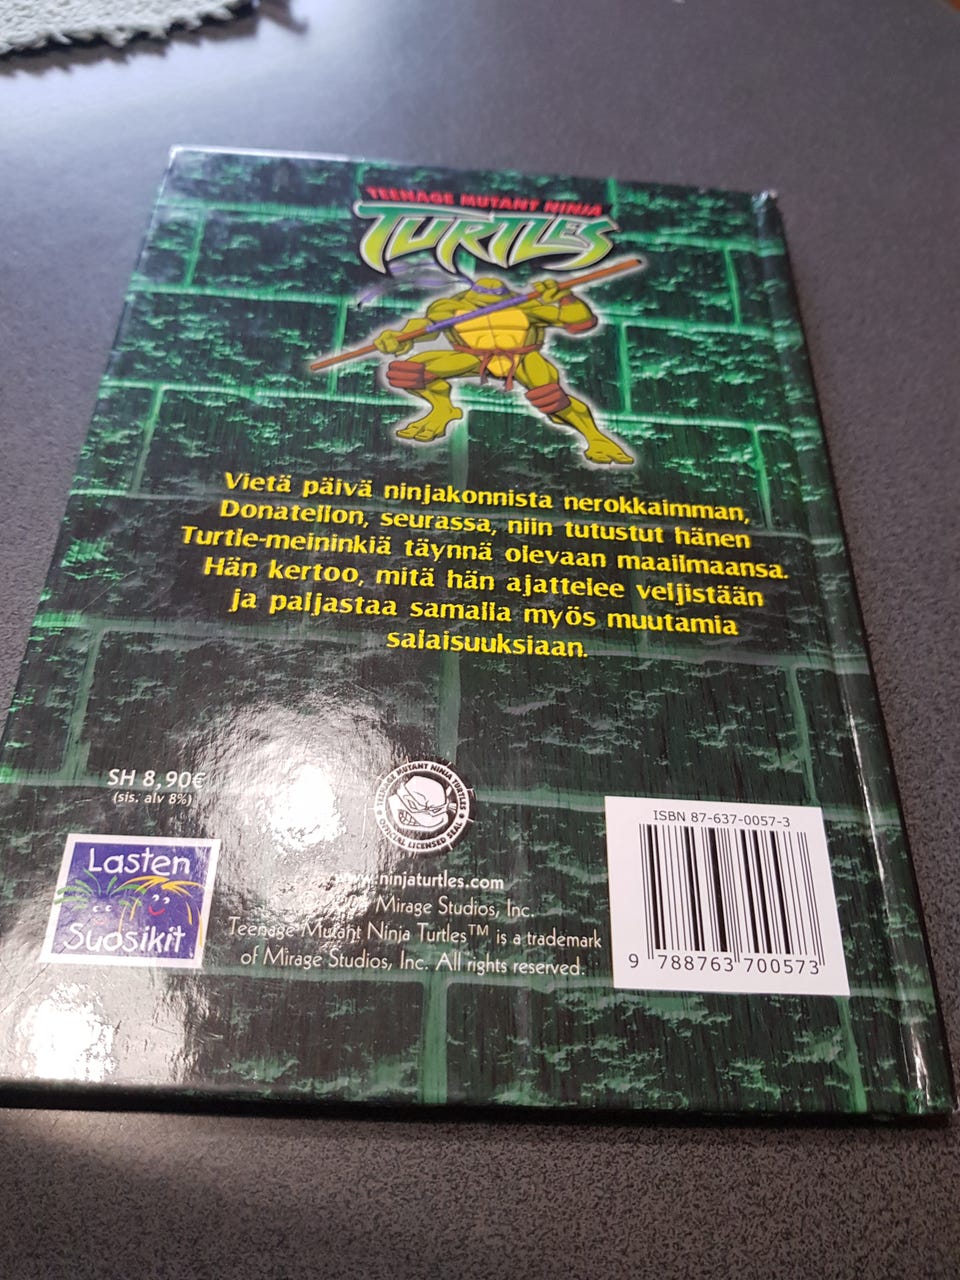 TEENAGE MUTANT NINJA
TURTLES
Vietä päivä ninjakonnista nerokkaimman,
Donatellon, seurassa, niin tutustut hänen
Turtle-meininkiä täynnä olevaan maailmaansa.
Hän kertoo, mitä hän ajattelee veljistään
ja paljastaa samalla myös muutamia
salaisuuksiaan.
SH 8,90€
(sis. alv 8%)
Lasten
Suosikit
TEENAGE MUTANT NINJA TURTLES
OFFICIAL LICENSED SEAL
www.ninjaturtles.com
Mirage Studios, Inc.
Teenage Mutant Ninja Turtles™ is a trademark
of Mirage Studios, Inc. All rights reserved.
ISBN 87-637-0057-3
9 788763 700573